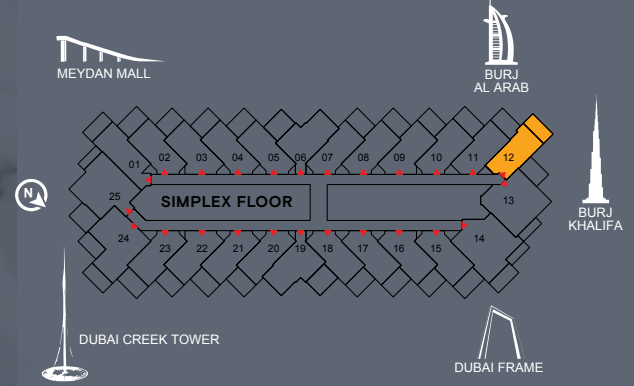 MEYDAN MALL
BURJ
AL ARAB
01
02
03
04
05
06
07
08
09
10
11
12
SIMPLEX FLOOR
13
BURJ
KHALIFA
N
25
24
23
22
21
20
19
18
17
16
15
14
DUBAI CREEK TOWER
DUBAI FRAME